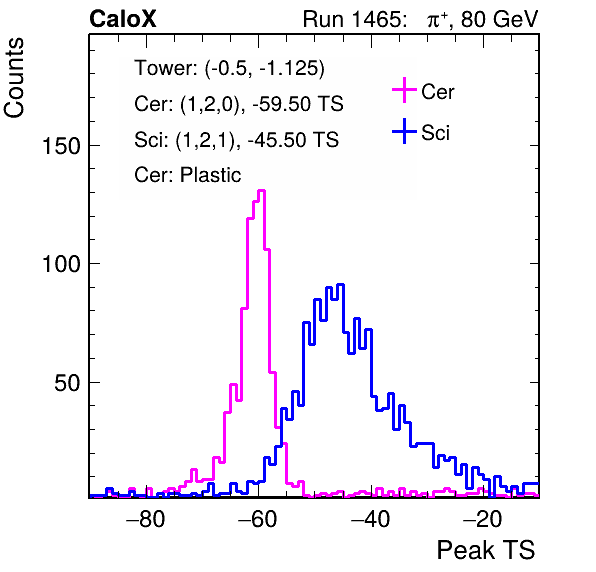 CaloX Run 1465: π⁺, 80 GeV
Counts
Tower: (-0.5, -1.125)
Cer: (1,2,0), -59.50 TS
Sci: (1,2,1), -45.50 TS
Cer: Plastic
Cer
Sci
150
100
50
−80 −60 −40 −20
Peak TS